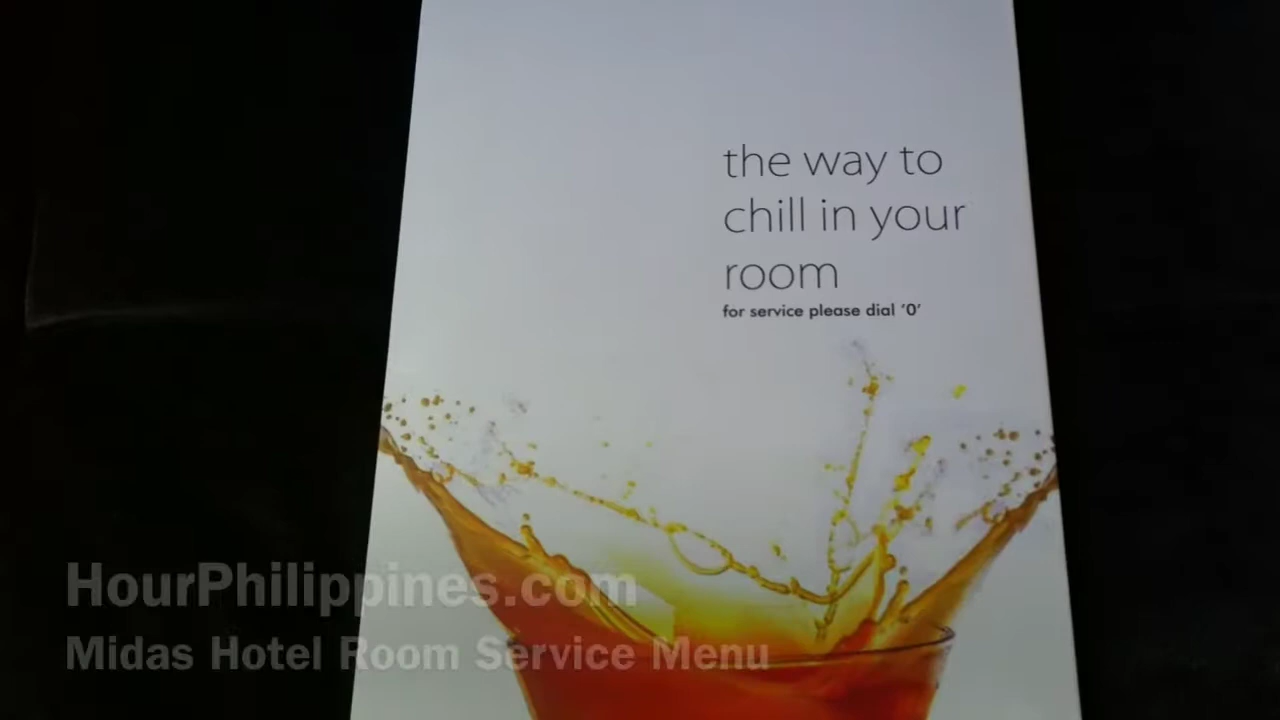 the way to
chill in your
room
for service please dial ‘0’
HourPhilippines.com
Midas Hotel Room Service Menu